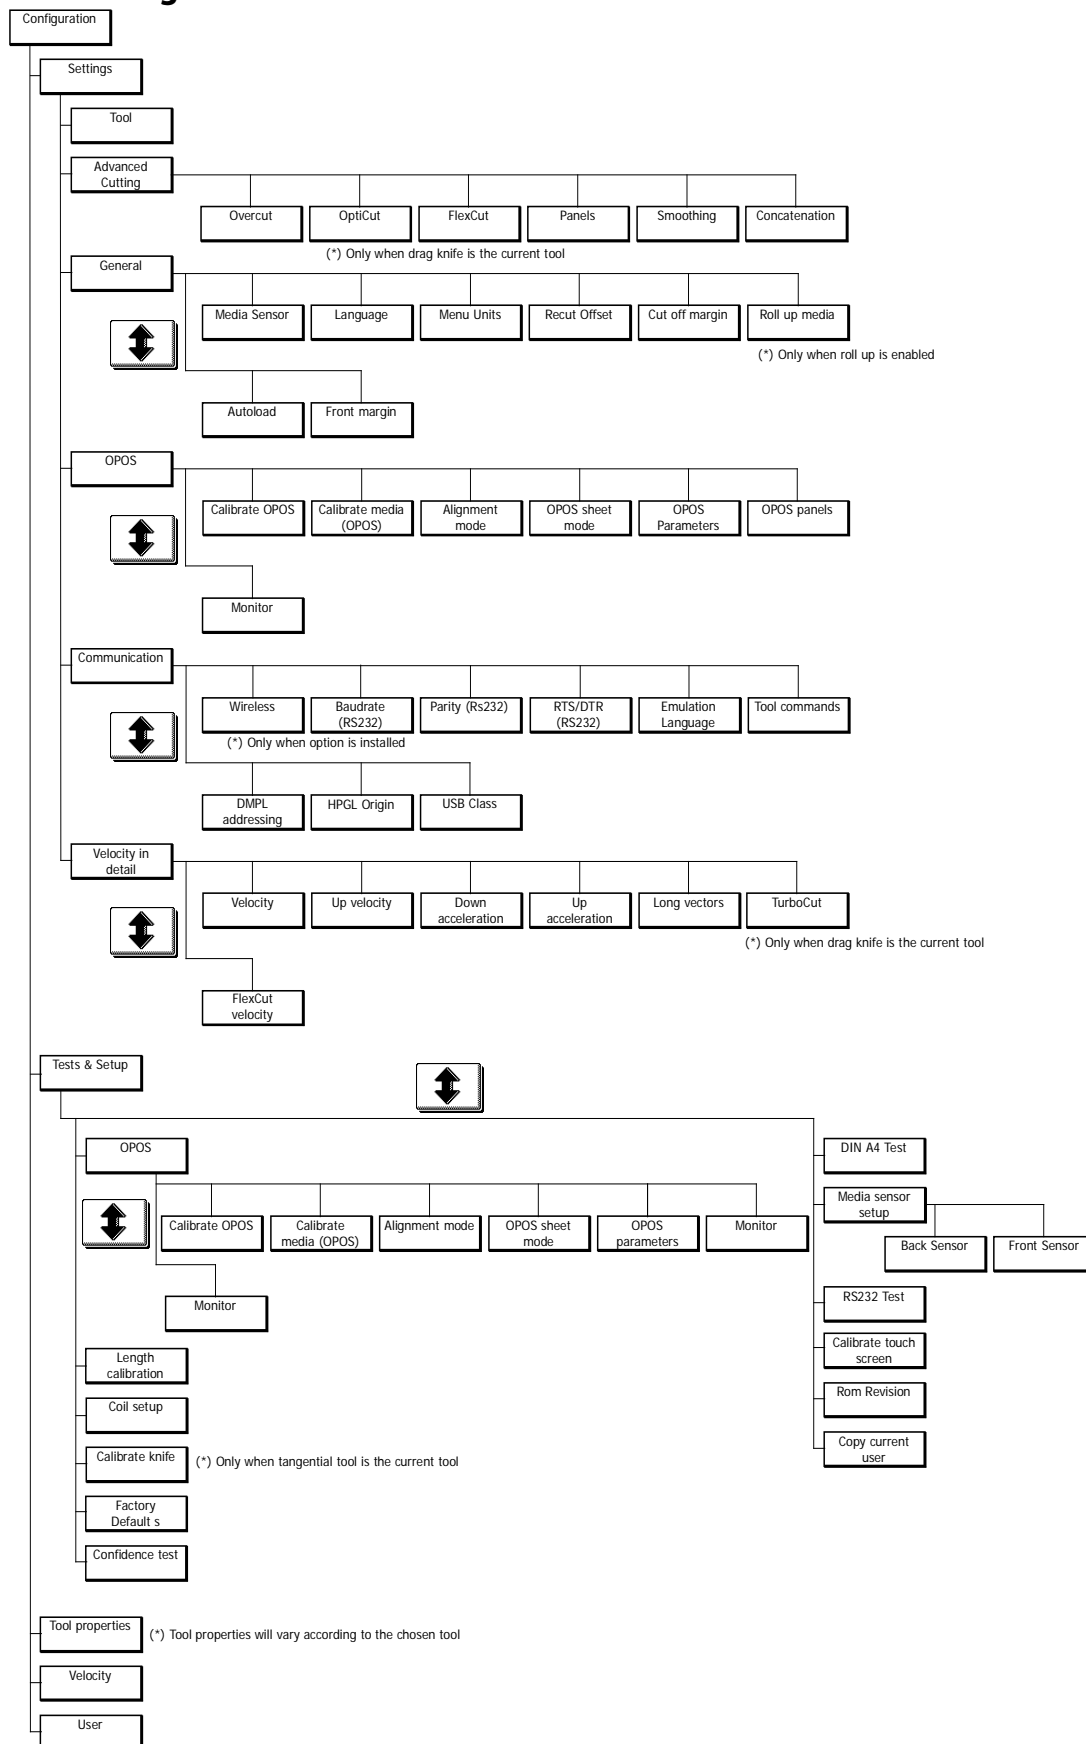 Configuration
Settings
Tool
Advanced
Cutting
Overcut
OptiCut
FlexCut
Panels
Smoothing
Concatenation
(*) Only when drag knife is the current tool
General
Media Sensor
Language
Menu Units
Recut Offset
Cut off margin
Roll up media
(*) Only when roll up is enabled
Autoload
Front margin
OPOS
Calibrate OPOS
Calibrate media
(OPOS)
Alignment
mode
OPOS sheet
mode
OPOS
Parameters
OPOS panels
Monitor
Communication
Wireless
Baudrate
(RS232)
Parity (Rs232)
RTS/DTR
(RS232)
Emulation
Language
Tool commands
(*) Only when option is installed
DMPL
addressing
HPGL Origin
USB Class
Velocity in
detail
Velocity
Up velocity
Down
acceleration
Up
acceleration
Long vectors
TurboCut
(*) Only when drag knife is the current tool
FlexCut
velocity
Tests & Setup
OPOS
Calibrate OPOS
Calibrate
media (OPOS)
Alignment mode
OPOS sheet
mode
OPOS
parameters
Monitor
Monitor
Length
calibration
Coil setup
Calibrate knife
(*) Only when tangential tool is the current tool
Factory
Default s
Confidence test
DIN A4 Test
Media sensor
setup
Back Sensor
Front Sensor
RS232 Test
Calibrate touch
screen
Rom Revision
Copy current
user
Tool properties
(*) Tool properties will vary according to the chosen tool
Velocity
User